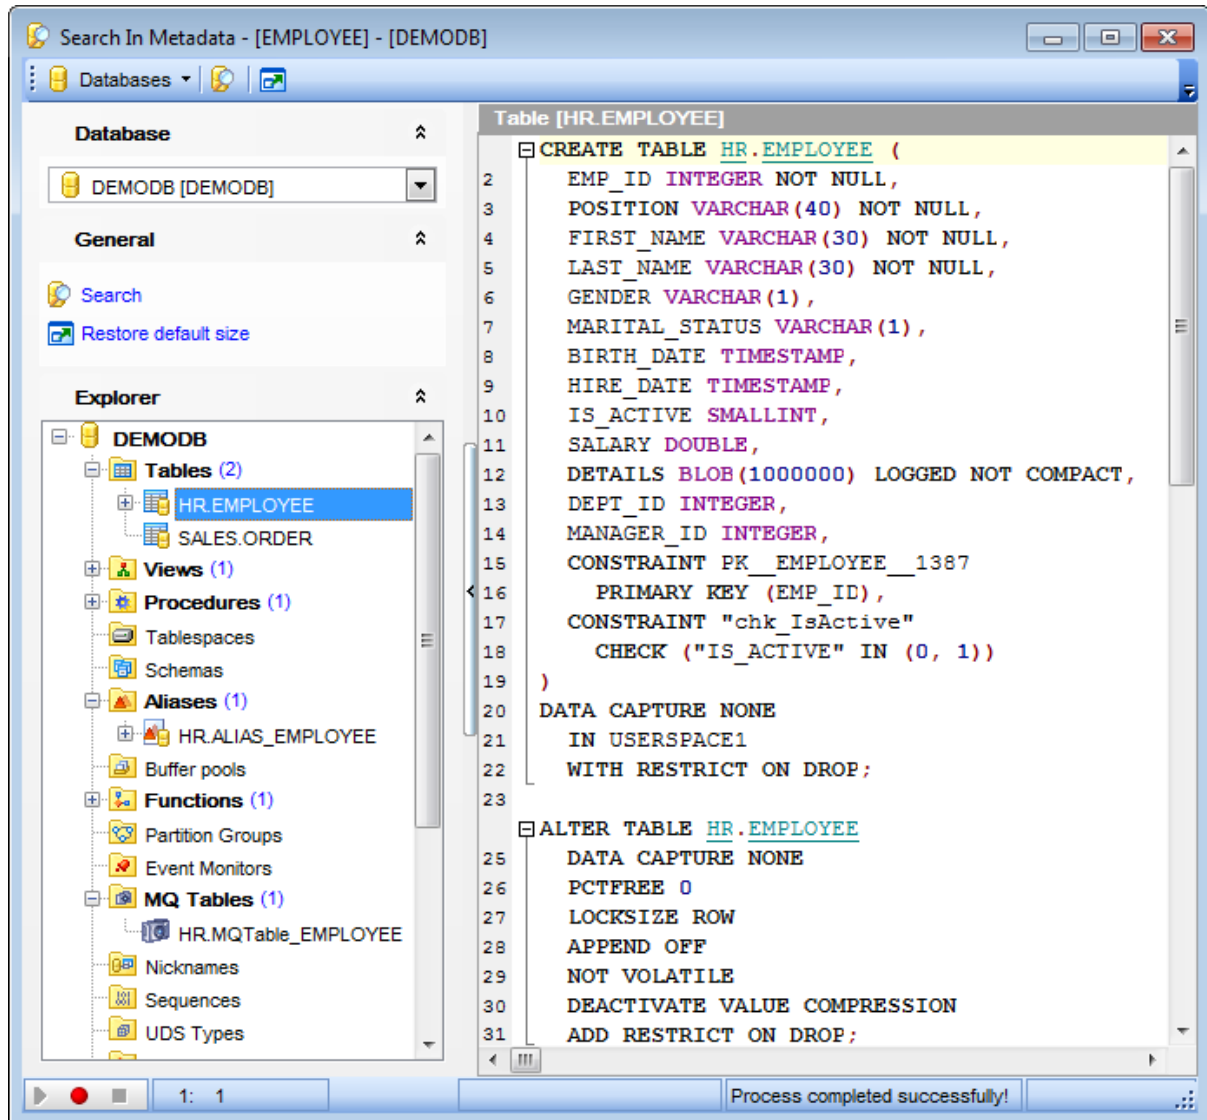 Search In Metadata - [EMPLOYEE] - [DEMODB]
Databases
Database
DEMODB [DEMODB]
General
Search
Restore default size
Explorer
DEMODB
Tables (2)
HR.EMPLOYEE
SALES.ORDER
Views (1)
Procedures (1)
Tablespaces
Schemas
Aliases (1)
HR.ALIAS_EMPLOYEE
Buffer pools
Functions (1)
Partition Groups
Event Monitors
MQ Tables (1)
HR.MQTable_EMPLOYEE
Nicknames
Sequences
UDS Types
Table [HR.EMPLOYEE]
CREATE TABLE HR.EMPLOYEE (
2 EMP_ID INTEGER NOT NULL,
3 POSITION VARCHAR(40) NOT NULL,
4 FIRST_NAME VARCHAR(30) NOT NULL,
5 LAST_NAME VARCHAR(30) NOT NULL,
6 GENDER VARCHAR(1),
7 MARITAL_STATUS VARCHAR(1),
8 BIRTH_DATE TIMESTAMP,
9 HIRE_DATE TIMESTAMP,
10 IS_ACTIVE SMALLINT,
11 SALARY DOUBLE,
12 DETAILS BLOB(1000000) LOGGED NOT COMPACT,
13 DEPT_ID INTEGER,
14 MANAGER_ID INTEGER,
15 CONSTRAINT PK__EMPLOYEE__1387
16 PRIMARY KEY (EMP_ID),
17 CONSTRAINT "chk_IsActive"
18 CHECK ("IS_ACTIVE" IN (0, 1))
19 )
20 DATA CAPTURE NONE
21 IN USERSPACE1
22 WITH RESTRICT ON DROP;
23
ALTER TABLE HR.EMPLOYEE
25 DATA CAPTURE NONE
26 PCTFREE 0
27 LOCKSIZE ROW
28 APPEND OFF
29 NOT VOLATILE
30 DEACTIVATE VALUE COMPRESSION
31 ADD RESTRICT ON DROP;
1: 1
Process completed successfully!